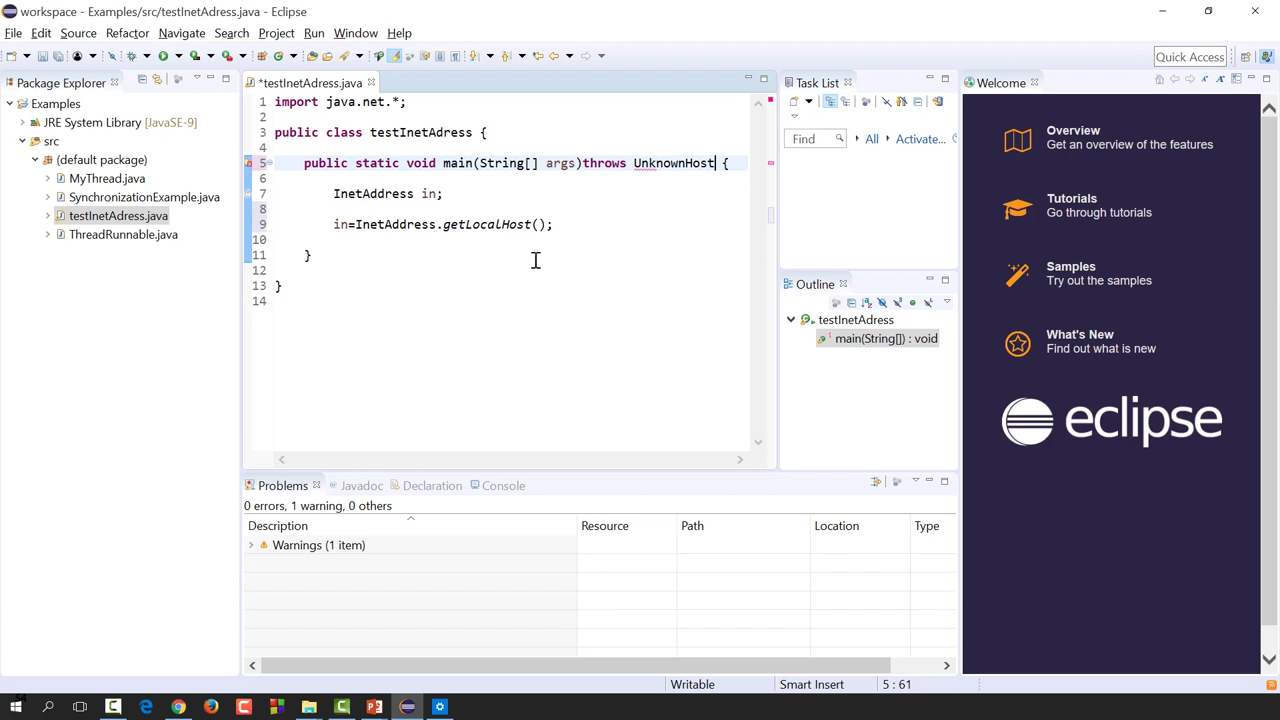 workspace - Examples/src/testInetAdress.java - Eclipse
File Edit Source Refactor Navigate Search Project Run Window Help
Quick Access
Package Explorer
Examples
JRE System Library [JavaSE-9]
src
(default package)
MyThread.java
SynchronizationExample.java
testInetAdress.java
ThreadRunnable.java
*testInetAdress.java
1 import java.net.*;
2
3 public class testInetAdress {
4
5 public static void main(String[] args)throws UnknownHost {
6
7 InetAddress in;
8
9 in=InetAddress.getLocalHost();
10
11 }
12
13 }
14
Task List
Find All Activate...
Outline
testInetAdress
main(String[]) : void
Welcome
Overview
Get an overview of the features
Tutorials
Go through tutorials
Samples
Try out the samples
What's New
Find out what is new
eclipse
Problems Javadoc Declaration Console
0 errors, 1 warning, 0 others
Description Resource Path Location Type
Warnings (1 item)
Writable Smart Insert 5 : 61